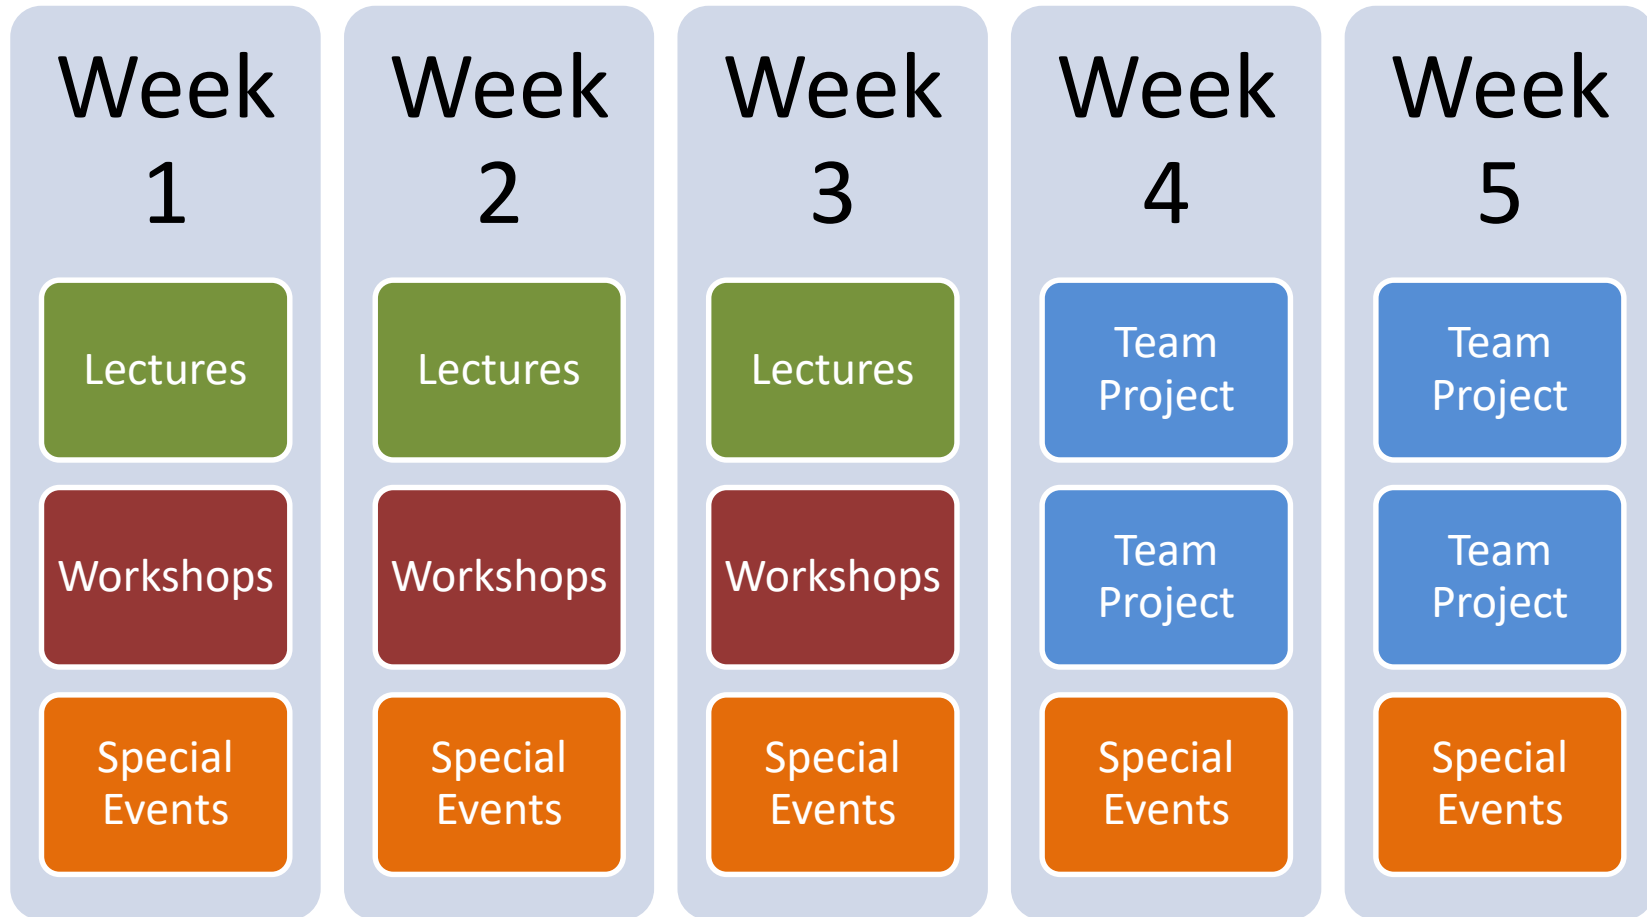 Week
1
Lectures
Workshops
Special
Events
Week
2
Lectures
Workshops
Special
Events
Week
3
Lectures
Workshops
Special
Events
Week
4
Team
Project
Team
Project
Special
Events
Week
5
Team
Project
Team
Project
Special
Events